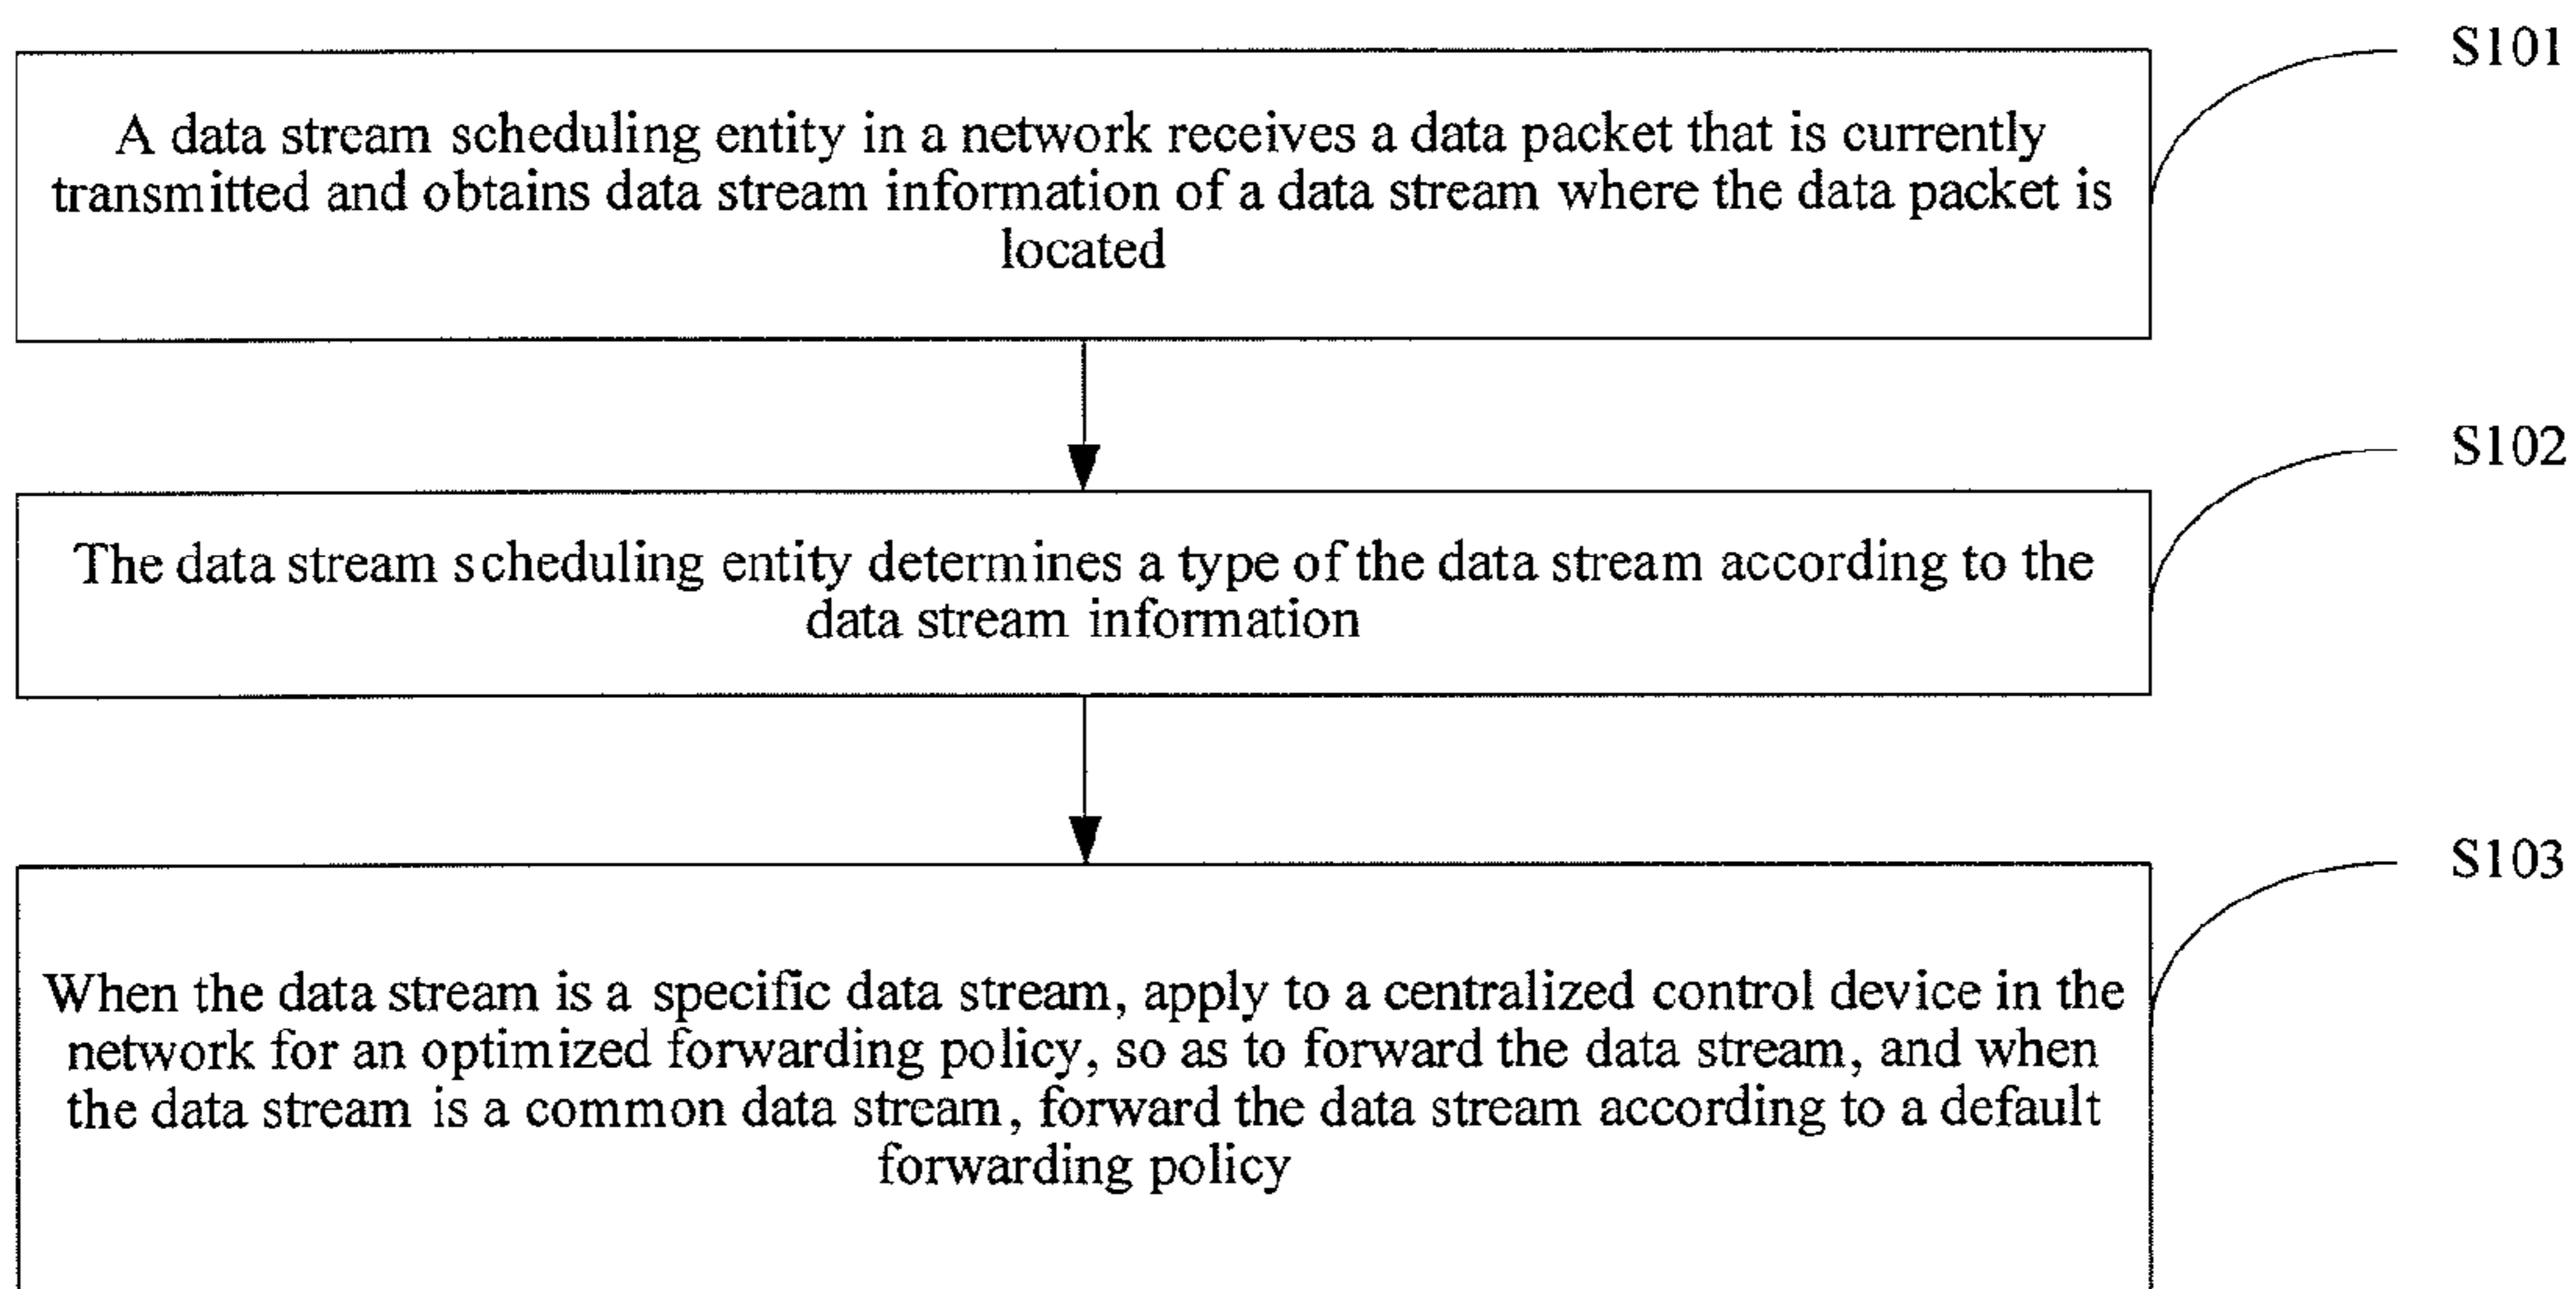 S101
A data stream scheduling entity in a network receives a data packet that is currently
transmitted and obtains data stream information of a data stream where the data packet is
located
S102
The data stream scheduling entity determines a type of the data stream according to the
data stream information
S103
When the data stream is a specific data stream, apply to a centralized control device in the
network for an optimized forwarding policy, so as to forward the data stream, and when
the data stream is a common data stream, forward the data stream according to a default
forwarding policy